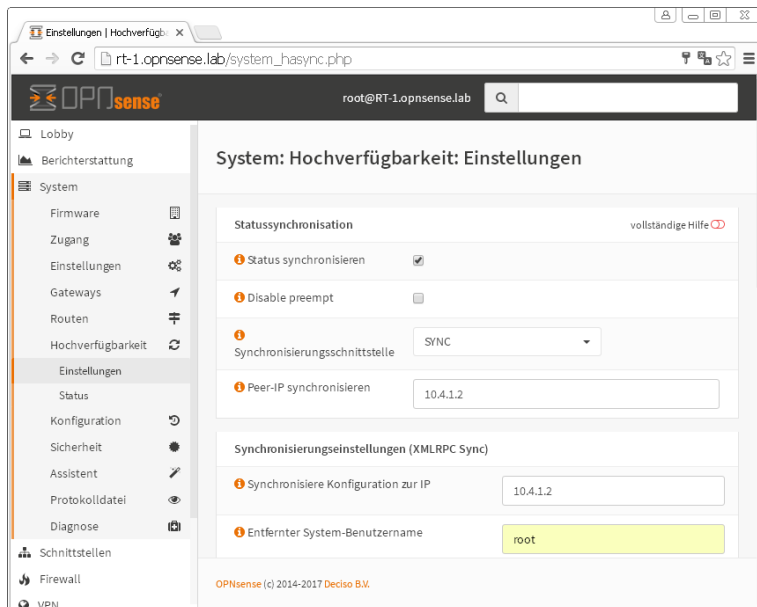 Einstellungen | Hochverfügb
rt-1.opnsense.lab/system_hasync.php
OPNsense
root@RT-1.opnsense.lab
Lobby
Berichterstattung
System
Firmware
Zugang
Einstellungen
Gateways
Routen
Hochverfügbarkeit
Einstellungen
Status
Konfiguration
Sicherheit
Assistent
Protokolldatei
Diagnose
Schnittstellen
Firewall
VPN
System: Hochverfügbarkeit: Einstellungen
Statussynchronisation
vollständige Hilfe
Status synchronisieren
Disable preempt
Synchronisierungsschnittstelle
SYNC
Peer-IP synchronisieren
10.4.1.2
Synchronisierungseinstellungen (XMLRPC Sync)
Synchronisiere Konfiguration zur IP
10.4.1.2
Entfernter System-Benutzername
root
OPNsense (c) 2014-2017 Deciso B.V.